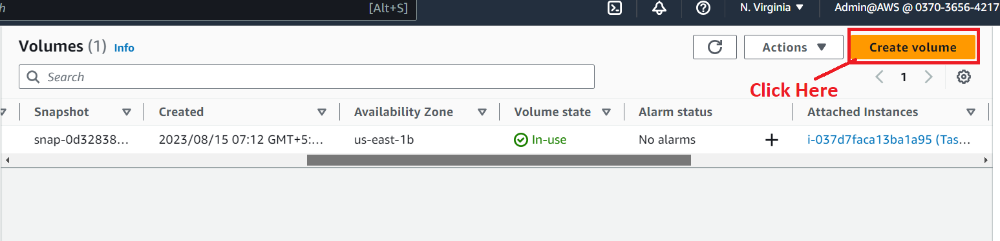 [Alt+S] N. Virginia Admin@AWS @ 0370-3656-4217
Volumes (1) Info Actions Create volume
Search 1
Click Here
Snapshot Created Availability Zone Volume state Alarm status Attached Instances
snap-0d32838... 2023/08/15 07:12 GMT+5:... us-east-1b In-use No alarms + i-037d7faca13ba1a95 (Tas...